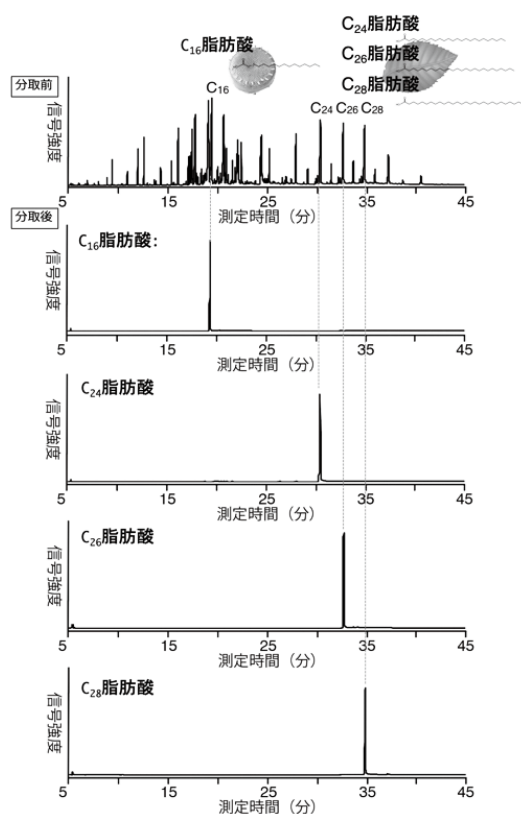 C₁₆脂肪酸
C₂₄脂肪酸
C₂₆脂肪酸
C₂₈脂肪酸
分取前
信号強度
C₁₆
C₂₄ C₂₆ C₂₈
5 15 25 35 45
測定時間（分）
分取後
C₁₆脂肪酸：
信号強度
5 15 25 35 45
測定時間（分）
C₂₄脂肪酸
信号強度
5 15 25 35 45
測定時間（分）
C₂₆脂肪酸
信号強度
5 15 25 35 45
測定時間（分）
C₂₈脂肪酸
信号強度
5 15 25 35 45
測定時間（分）